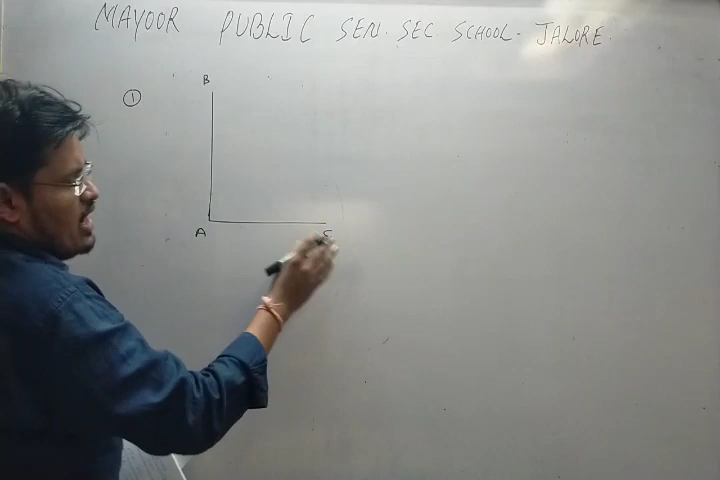 MAYOOR PUBLIC SEN. SEC. SCHOOL. JALORE.
① B
A C